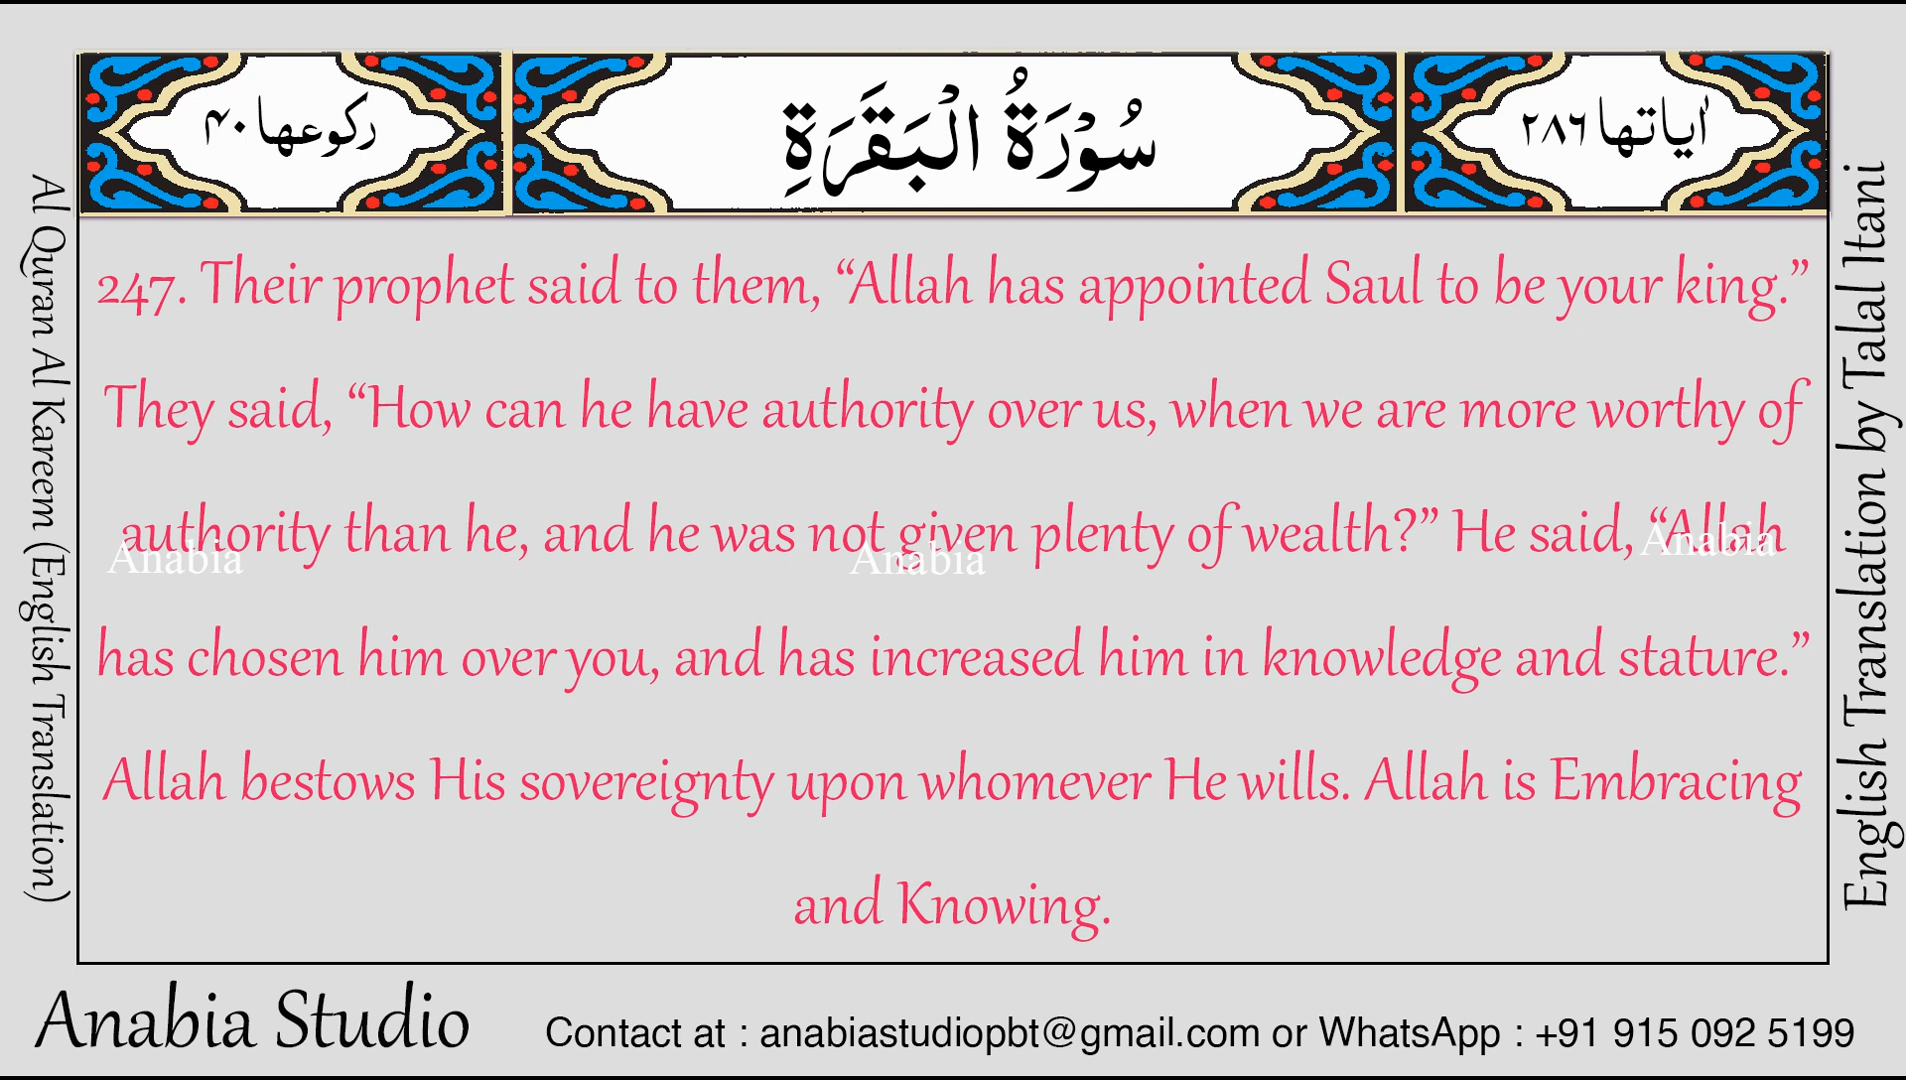 رکوعها ۴۰
سُوْرَةُ الْبَقَرَةِ
اٰیاتها ۲۸٦
247. Their prophet said to them, “Allah has appointed Saul to be your king.”
They said, “How can he have authority over us, when we are more worthy of
authority than he, and he was not given plenty of wealth?” He said, “Allah
has chosen him over you, and has increased him in knowledge and stature.”
Allah bestows His sovereignty upon whomever He wills. Allah is Embracing
and Knowing.
Al Quran Al Kareem (English Translation)
English Translation by Talal Itani
Anabia
Anabia
Anabia
Anabia Studio
Contact at : anabiastudiopbt@gmail.com or WhatsApp : +91 915 092 5199